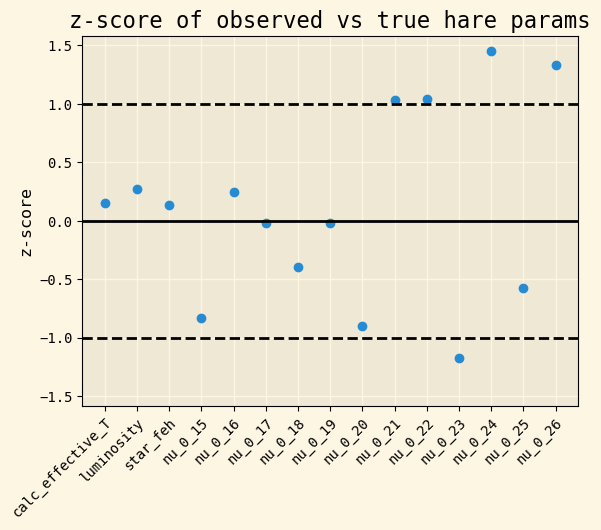 z-score of observed vs true hare params
z-score
1.5
1.0
0.5
0.0
−0.5
−1.0
−1.5
calc_effective_T
luminosity
star_feh
nu_0_15
nu_0_16
nu_0_17
nu_0_18
nu_0_19
nu_0_20
nu_0_21
nu_0_22
nu_0_23
nu_0_24
nu_0_25
nu_0_26